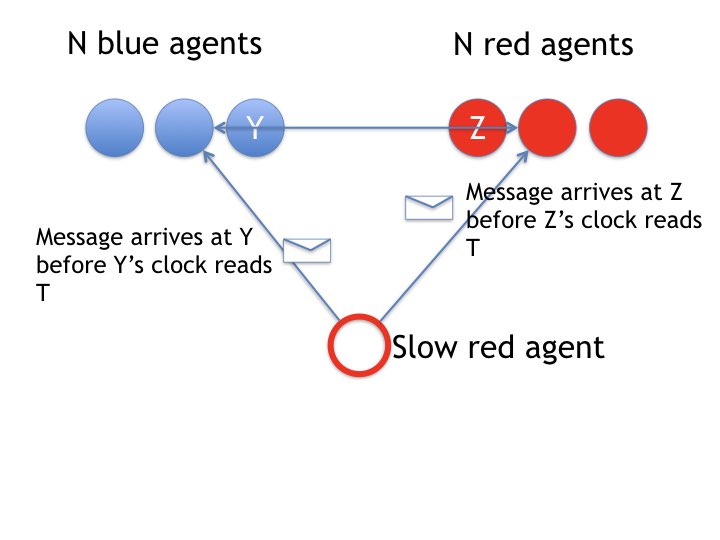 N blue agents
N red agents
Y
Z
Message arrives at Z
before Z’s clock reads
T
Message arrives at Y
before Y’s clock reads
T
Slow red agent